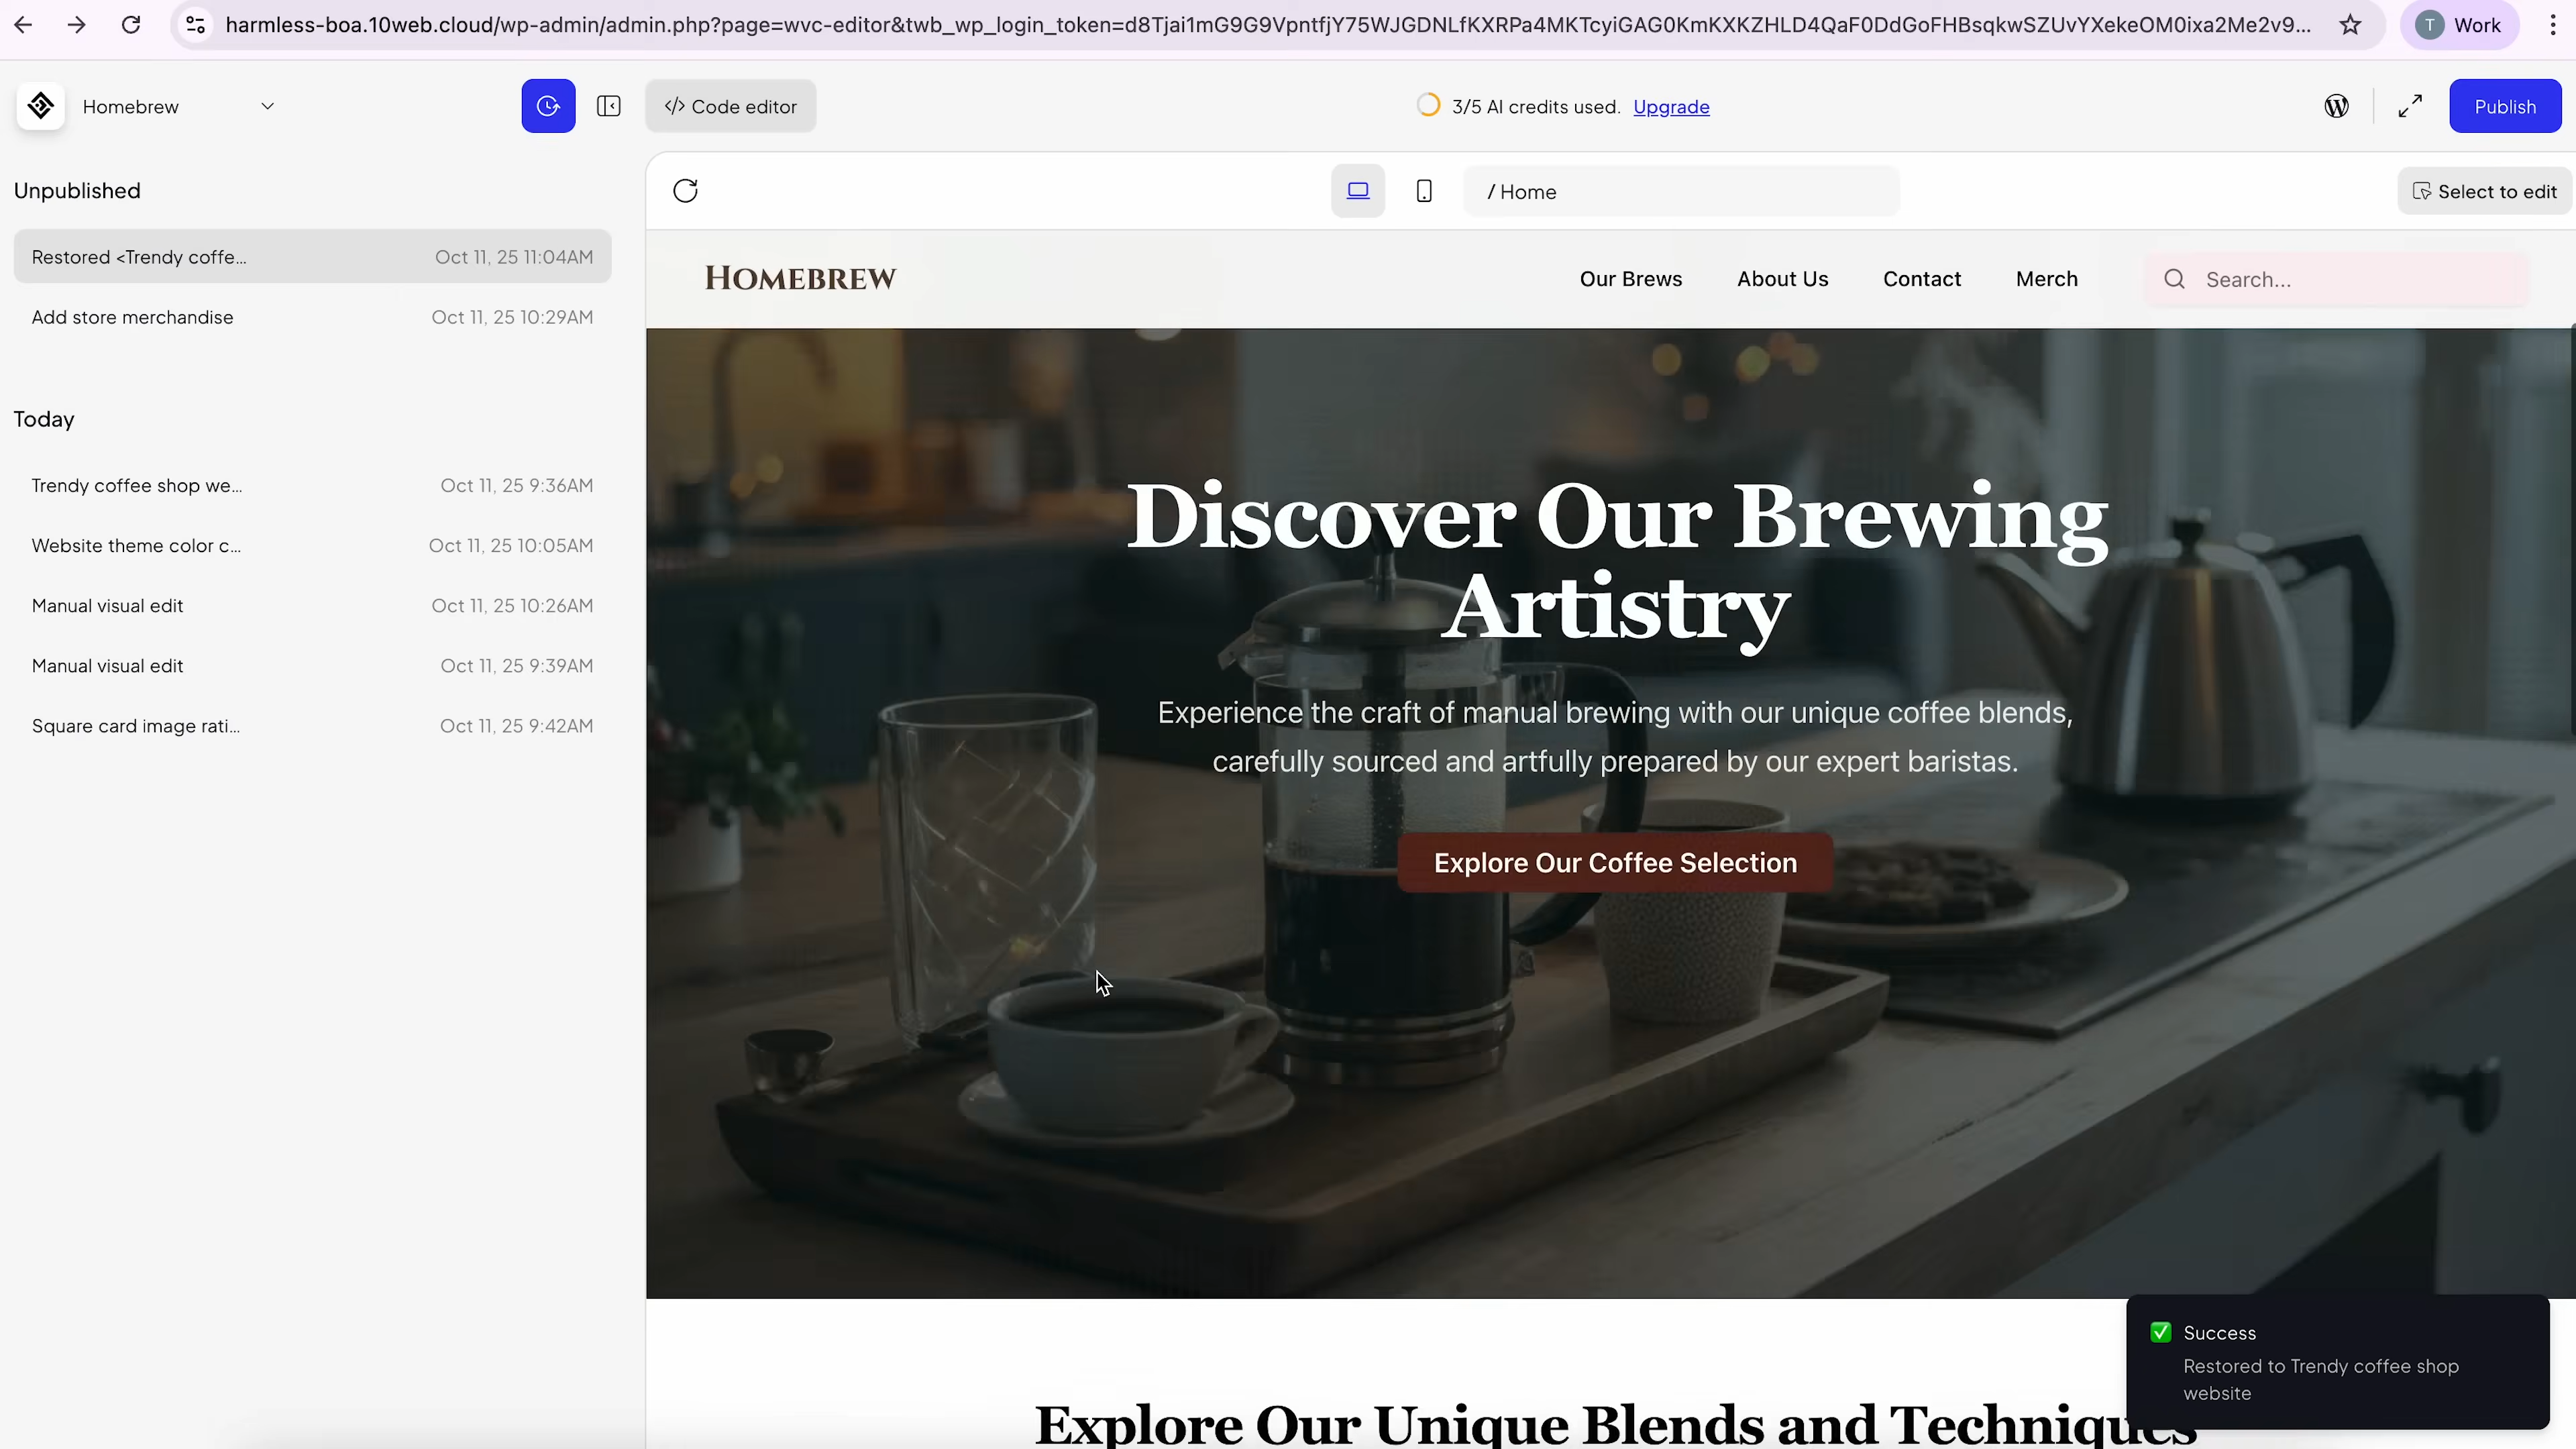 harmless-boa.10web.cloud/wp-admin/admin.php?page=wvc-editor&twb_wp_login_token=d8Tjai1mG9G9VpntfjY75WJGDNLfKXRPa4MKTcyiGAG0KmKXKZHLD4QaF0DdGoFHBsqkwSZUvYXekeOM0ixa2Me2v9...
T Work
Homebrew
</> Code editor
3/5 AI credits used. Upgrade
Publish
Unpublished
/ Home
Select to edit
Restored <Trendy coffe... Oct 11, 25 11:04AM
Add store merchandise Oct 11, 25 10:29AM
Today
Trendy coffee shop we... Oct 11, 25 9:36AM
Website theme color c... Oct 11, 25 10:05AM
Manual visual edit Oct 11, 25 10:26AM
Manual visual edit Oct 11, 25 9:39AM
Square card image rati... Oct 11, 25 9:42AM
HOMEBREW
Our Brews About Us Contact Merch Search...
Discover Our Brewing
Artistry
Experience the craft of manual brewing with our unique coffee blends,
carefully sourced and artfully prepared by our expert baristas.
Explore Our Coffee Selection
Explore Our Unique Blends and Techniques
Success
Restored to Trendy coffee shop
website